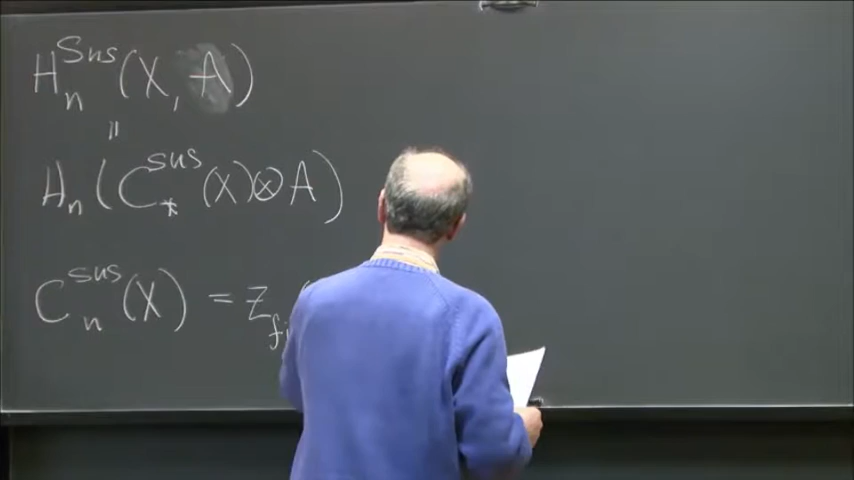 H_n^{Sus}(X, A)
=
H_n(C_*^{sus}(X)⊗A)
C_n^{sus}(X) = z_{fi